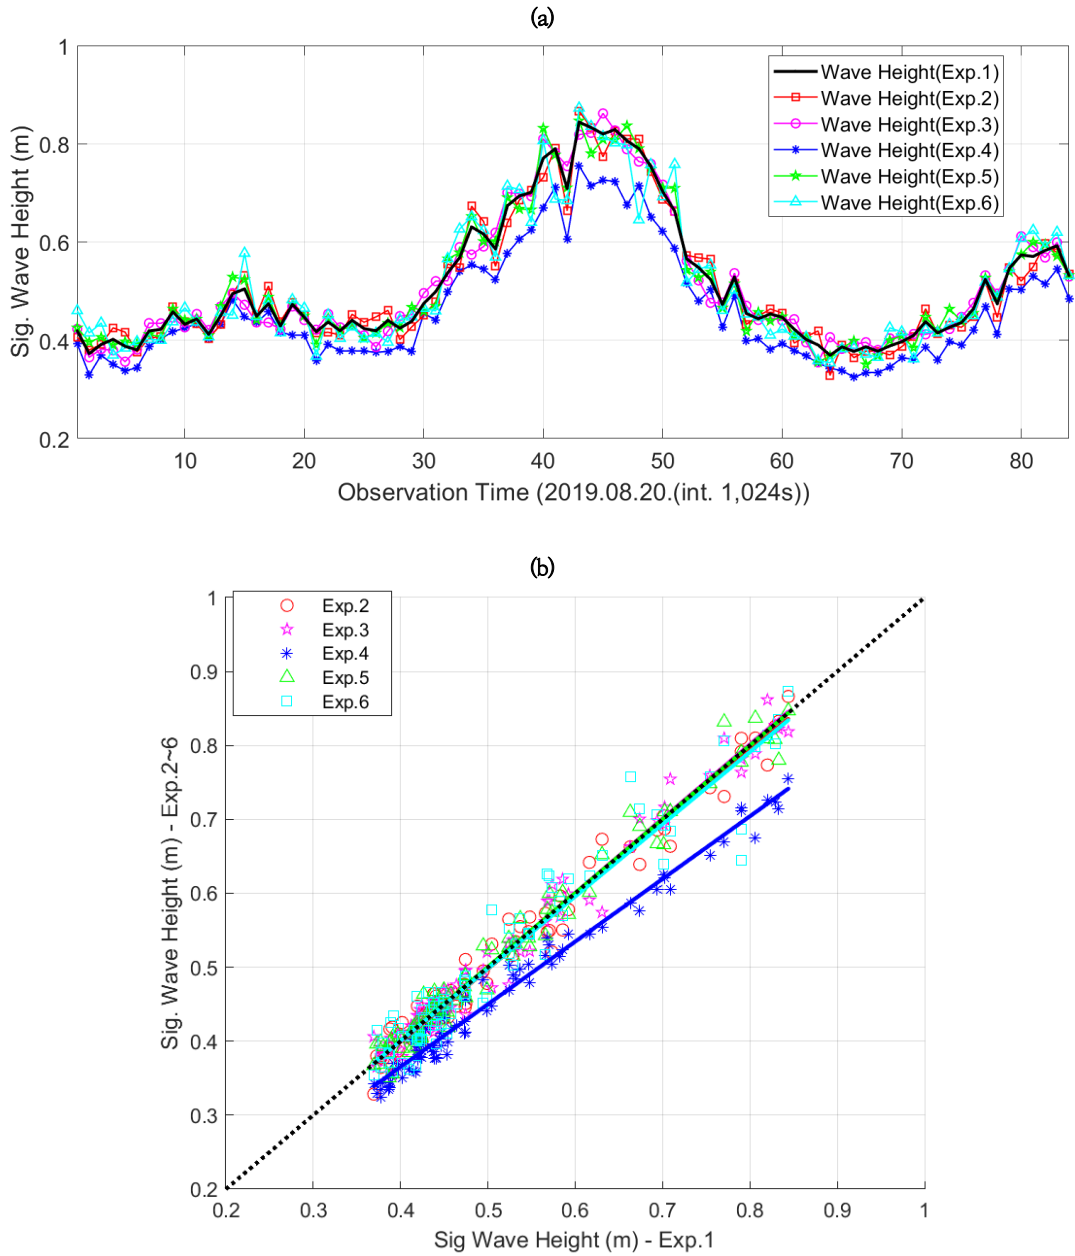 (a)
1
0.8
0.6
0.4
0.2
Sig. Wave Height (m)
Wave Height(Exp.1)
Wave Height(Exp.2)
Wave Height(Exp.3)
Wave Height(Exp.4)
Wave Height(Exp.5)
Wave Height(Exp.6)
10 20 30 40 50 60 70 80
Observation Time (2019.08.20.(int. 1,024s))
(b)
1
0.9
0.8
0.7
0.6
0.5
0.4
0.3
0.2
Sig. Wave Height (m) - Exp.2~6
Exp.2
Exp.3
Exp.4
Exp.5
Exp.6
0.2 0.3 0.4 0.5 0.6 0.7 0.8 0.9 1
Sig Wave Height (m) - Exp.1